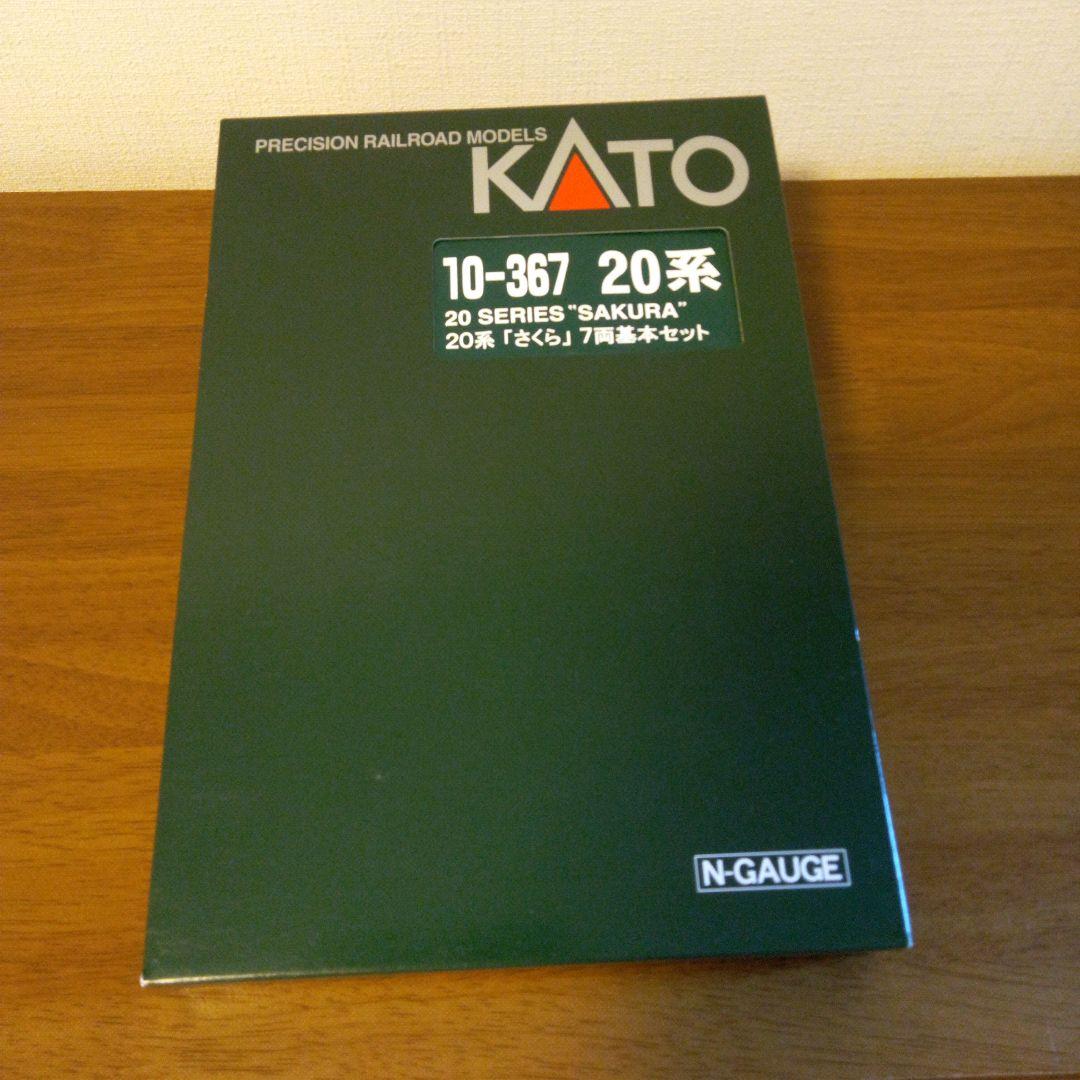 PRECISION RAILROAD MODELS
KATO
10-367 20系
20 SERIES "SAKURA"
20系「さくら」7両基本セット
N-GAUGE